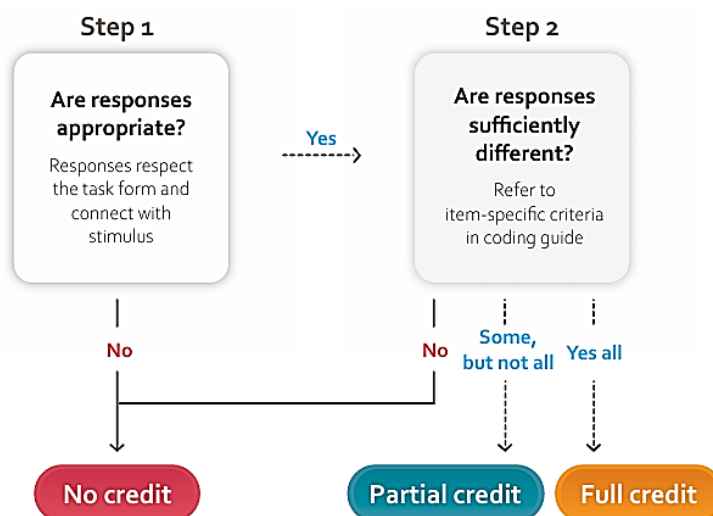 Step 1
Are responses
appropriate?
Responses respect
the task form and
connect with
stimulus
Yes
Step 2
Are responses
sufficiently
different?
Refer to
item-specific criteria
in coding guide
No
No
Some,
but not all
Yes all
No credit
Partial credit
Full credit